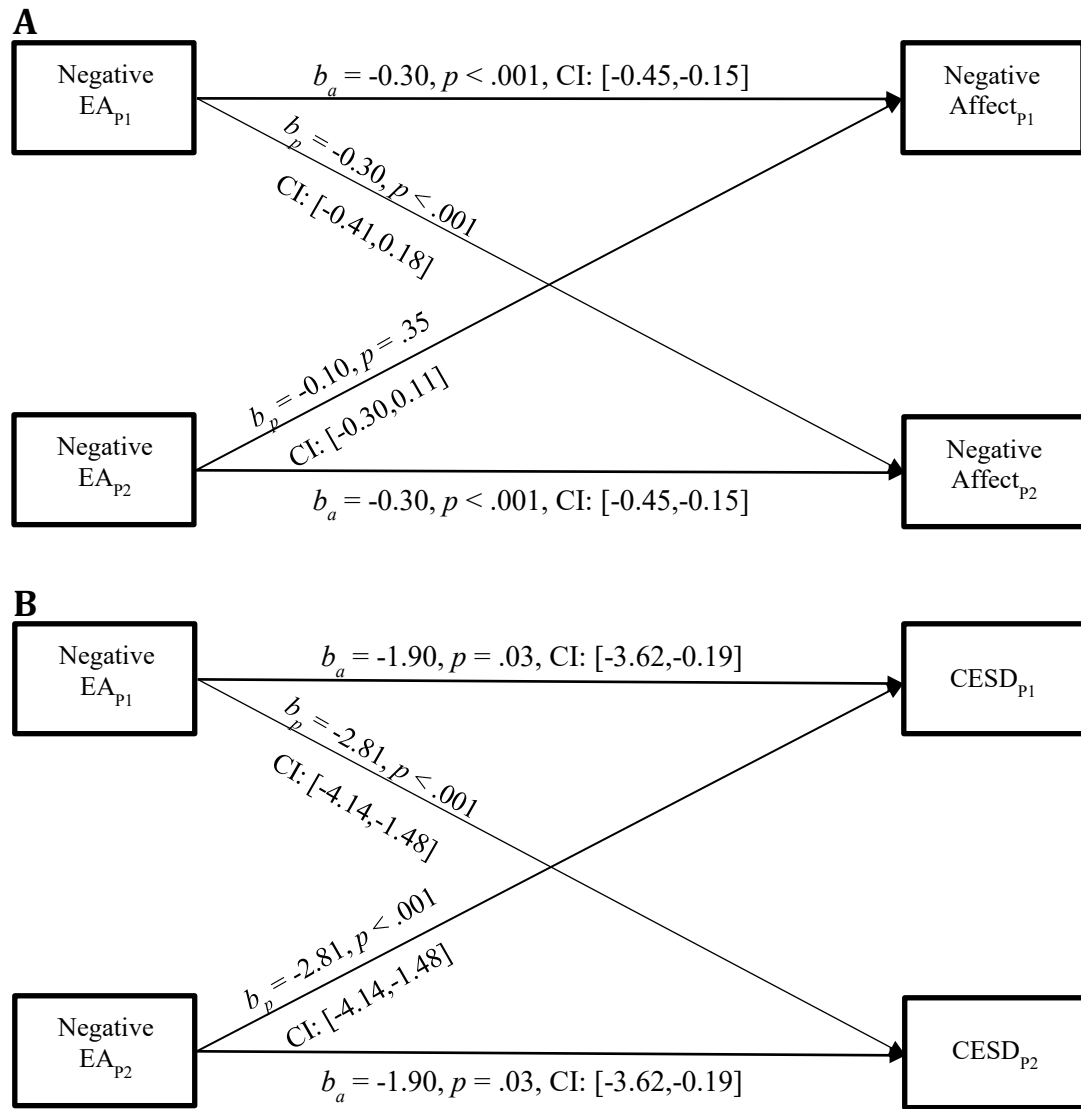 A
Negative
EA_P1
b_a = -0.30, p < .001, CI: [-0.45,-0.15]
Negative
Affect_P1
b_p = -0.30, p < .001
CI: [-0.41,0.18]
b_p = -0.10, p = .35
CI: [-0.30,0.11]
Negative
EA_P2
b_a = -0.30, p < .001, CI: [-0.45,-0.15]
Negative
Affect_P2
B
Negative
EA_P1
b_a = -1.90, p = .03, CI: [-3.62,-0.19]
CESD_P1
b_p = -2.81, p < .001
CI: [-4.14,-1.48]
b_p = -2.81, p < .001
CI: [-4.14,-1.48]
Negative
EA_P2
b_a = -1.90, p = .03, CI: [-3.62,-0.19]
CESD_P2